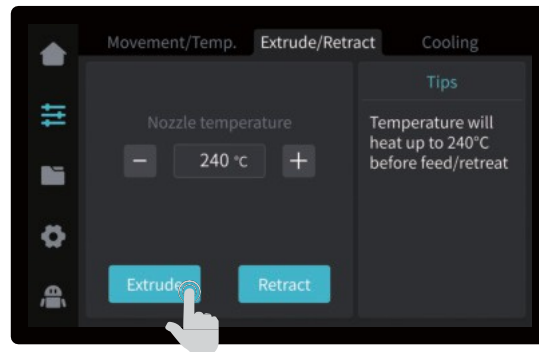 Movement/Temp. Extrude/Retract Cooling
Tips
Nozzle temperature
Temperature will
heat up to 240°C
before feed/retreat
− 240 °C +
Extrude Retract